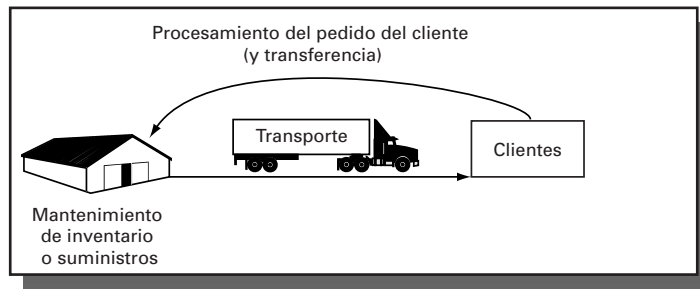 Procesamiento del pedido del cliente
(y transferencia)
Transporte
Clientes
Mantenimiento
de inventario
o suministros